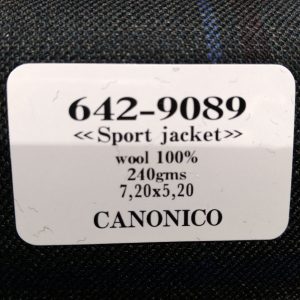 642-9089
<<Sport jacket>>
wool 100%
240gms
7,20x5,20
CANONICO